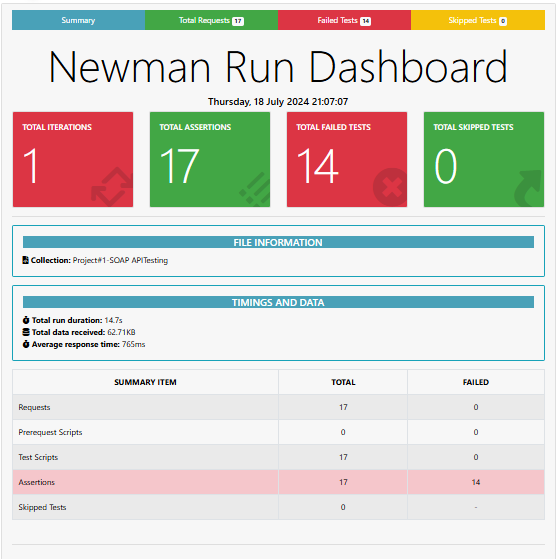 Summary Total Requests 17 Failed Tests 14 Skipped Tests 0
Newman Run Dashboard
Thursday, 18 July 2024 21:07:07
TOTAL ITERATIONS TOTAL ASSERTIONS TOTAL FAILED TESTS TOTAL SKIPPED TESTS
1 17 14 0
FILE INFORMATION
Collection: Project#1-SOAP APITesting
TIMINGS AND DATA
Total run duration: 14.7s
Total data received: 62.71KB
Average response time: 765ms
SUMMARY ITEM TOTAL FAILED
Requests 17 0
Prerequest Scripts 0 0
Test Scripts 17 0
Assertions 17 14
Skipped Tests 0 -